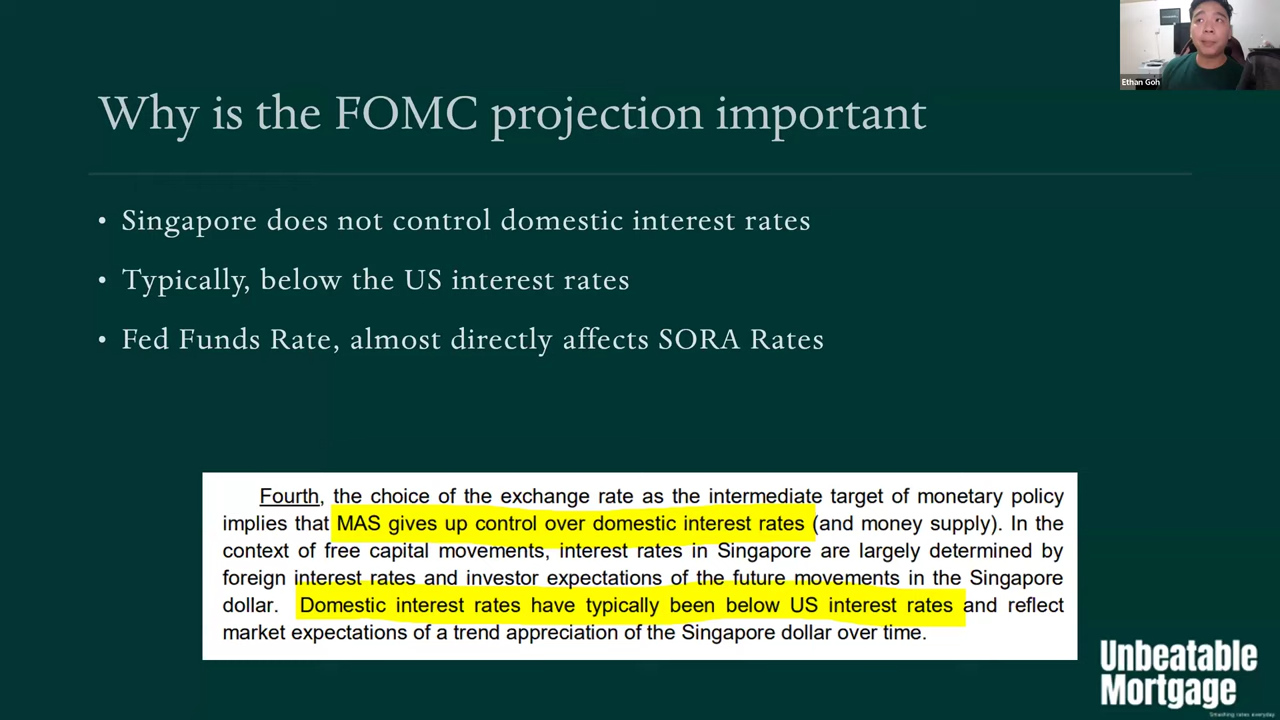 Ethan Goh
Why is the FOMC projection important
• Singapore does not control domestic interest rates
• Typically, below the US interest rates
• Fed Funds Rate, almost directly affects SORA Rates
Fourth, the choice of the exchange rate as the intermediate target of monetary policy
implies that MAS gives up control over domestic interest rates (and money supply). In the
context of free capital movements, interest rates in Singapore are largely determined by
foreign interest rates and investor expectations of the future movements in the Singapore
dollar. Domestic interest rates have typically been below US interest rates and reflect
market expectations of a trend appreciation of the Singapore dollar over time.
Unbeatable
Mortgage
Smashing rates everyday